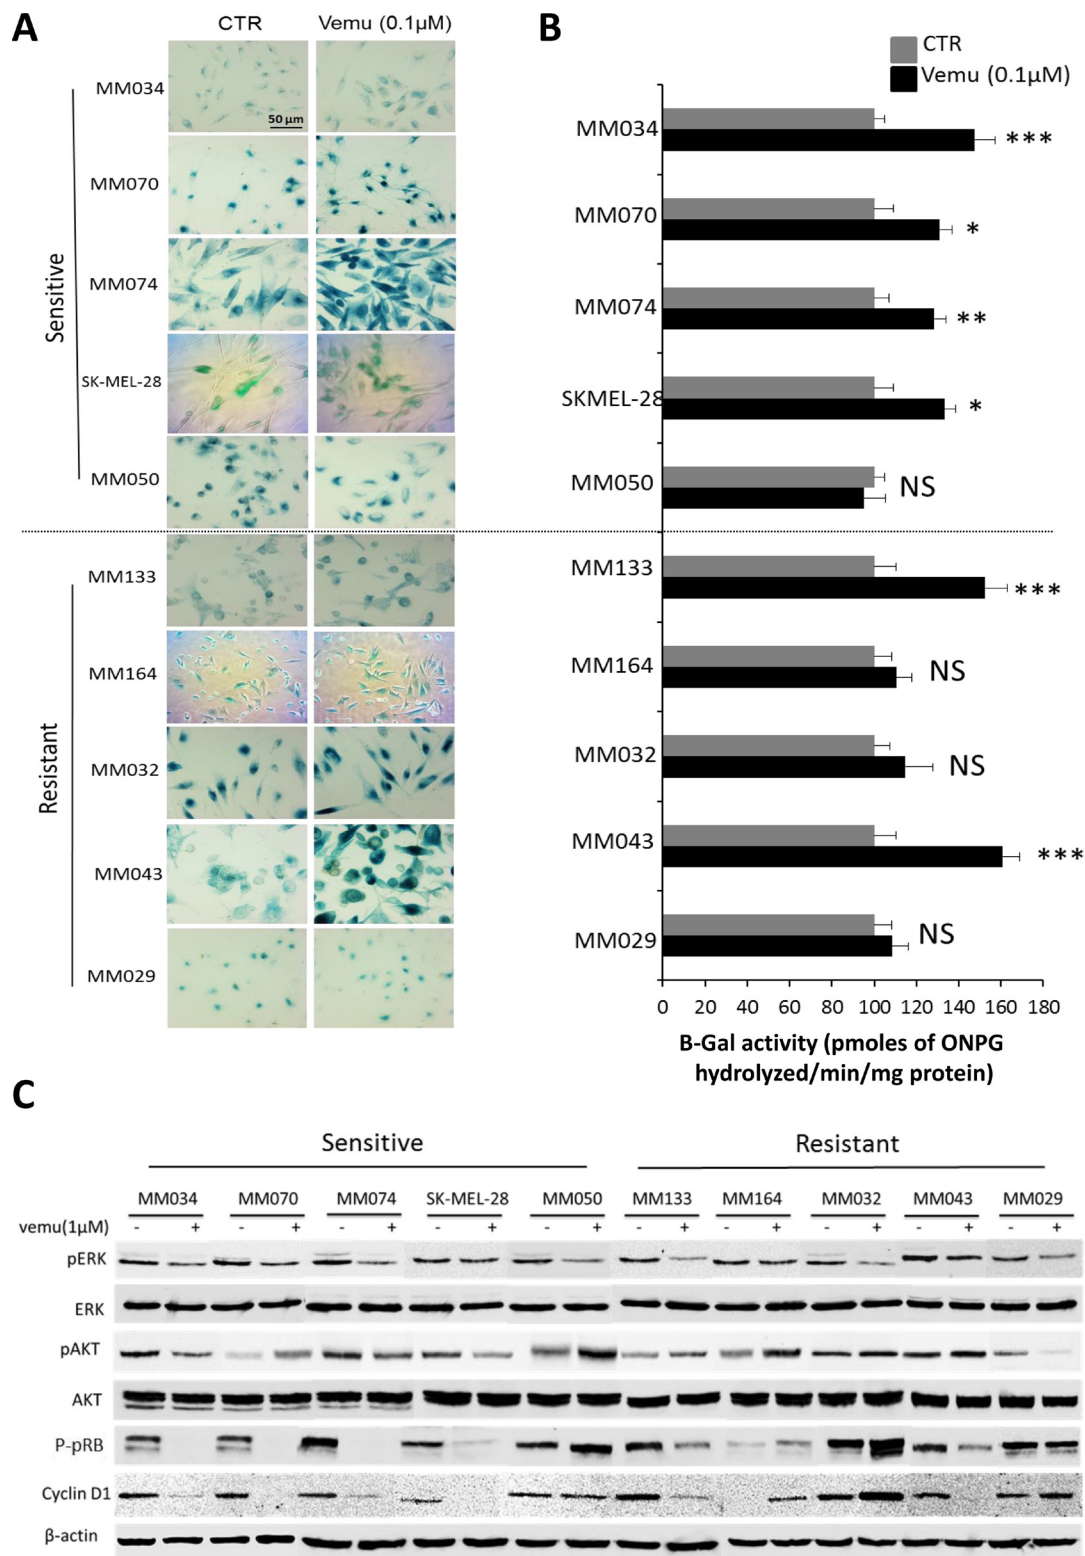 A
CTR
Vemu (0.1µM)
Sensitive
MM034
50 µm
MM070
MM074
SK-MEL-28
MM050
Resistant
MM133
MM164
MM032
MM043
MM029
B
CTR
Vemu (0.1µM)
MM034
***
MM070
*
MM074
**
SKMEL-28
*
MM050
NS
MM133
***
MM164
NS
MM032
NS
MM043
***
MM029
NS
0 20 40 60 80 100 120 140 160 180
B-Gal activity (pmoles of ONPG
hydrolyzed/min/mg protein)
C
Sensitive Resistant
MM034 MM070 MM074 SK-MEL-28 MM050 MM133 MM164 MM032 MM043 MM029
vemu(1µM) - + - + - + - + - + - + - + - + - + - +
pERK
ERK
pAKT
AKT
P-pRB
Cyclin D1
β-actin